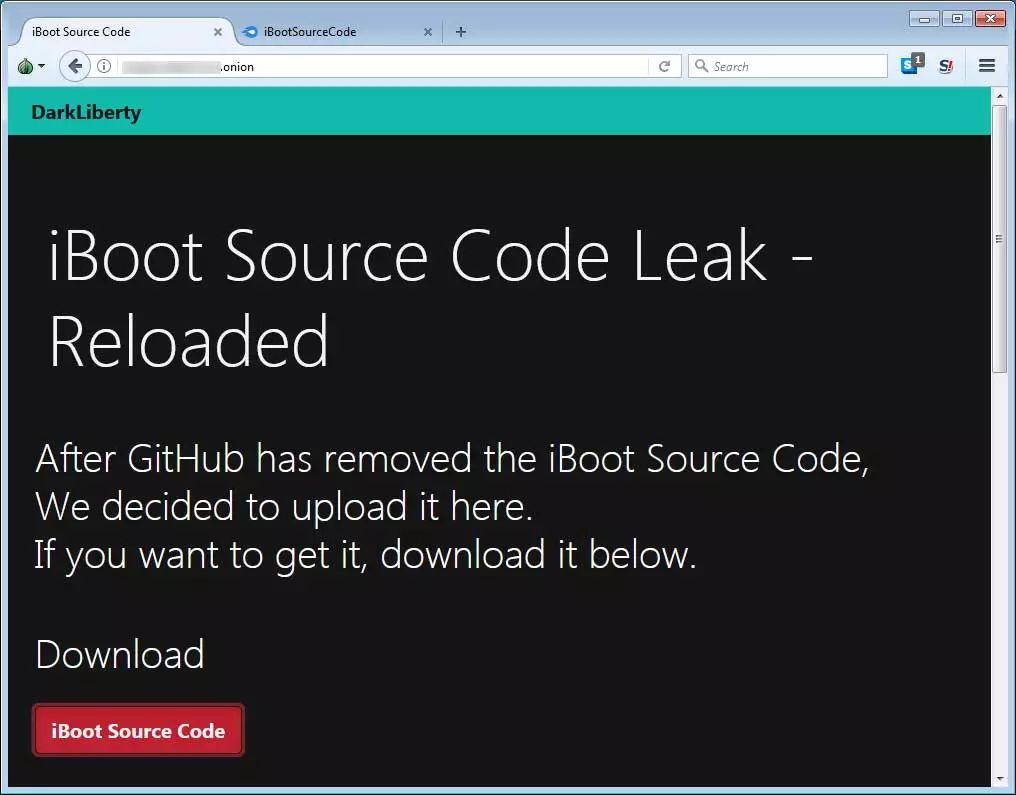 iBoot Source Code
iBootSourceCode
.onion
Search
S 1
S!
DarkLiberty
iBoot Source Code Leak -
Reloaded
After GitHub has removed the iBoot Source Code,
We decided to upload it here.
If you want to get it, download it below.
Download
iBoot Source Code